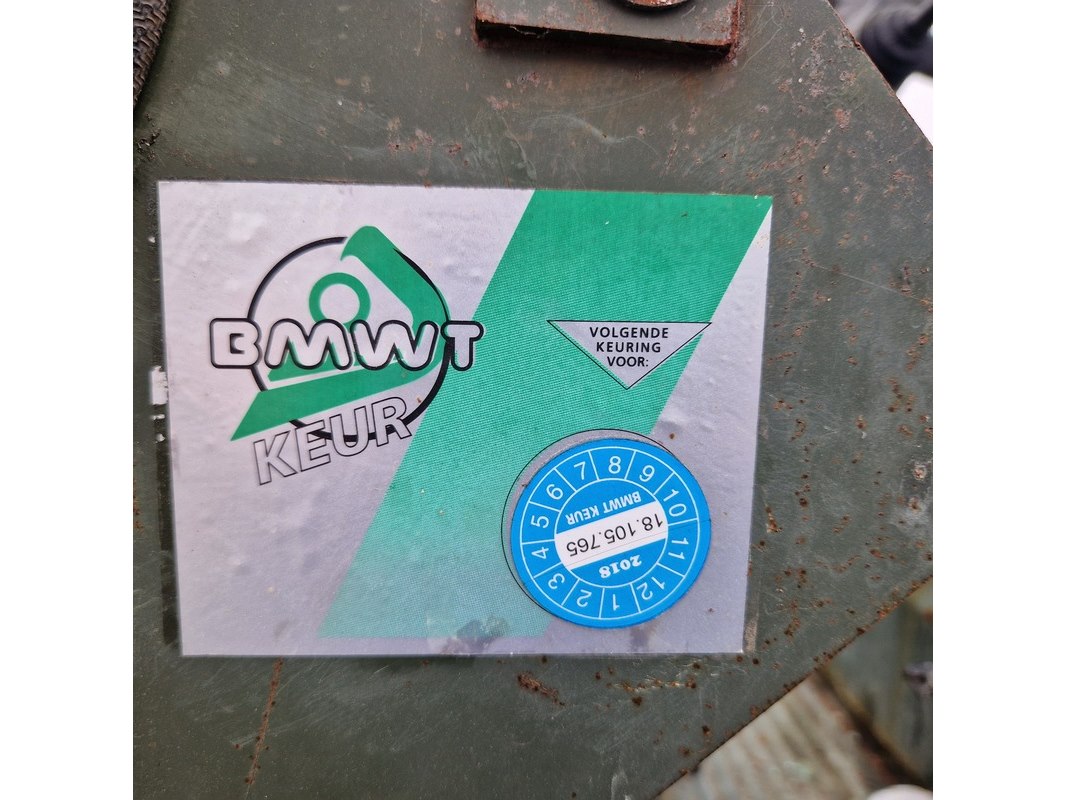 BMWT
KEUR
VOLGENDE
KEURING
VOOR:
1 2 3 4 5 6 7 8 9 10 11 12
BMWT KEUR
18.105.765
2018